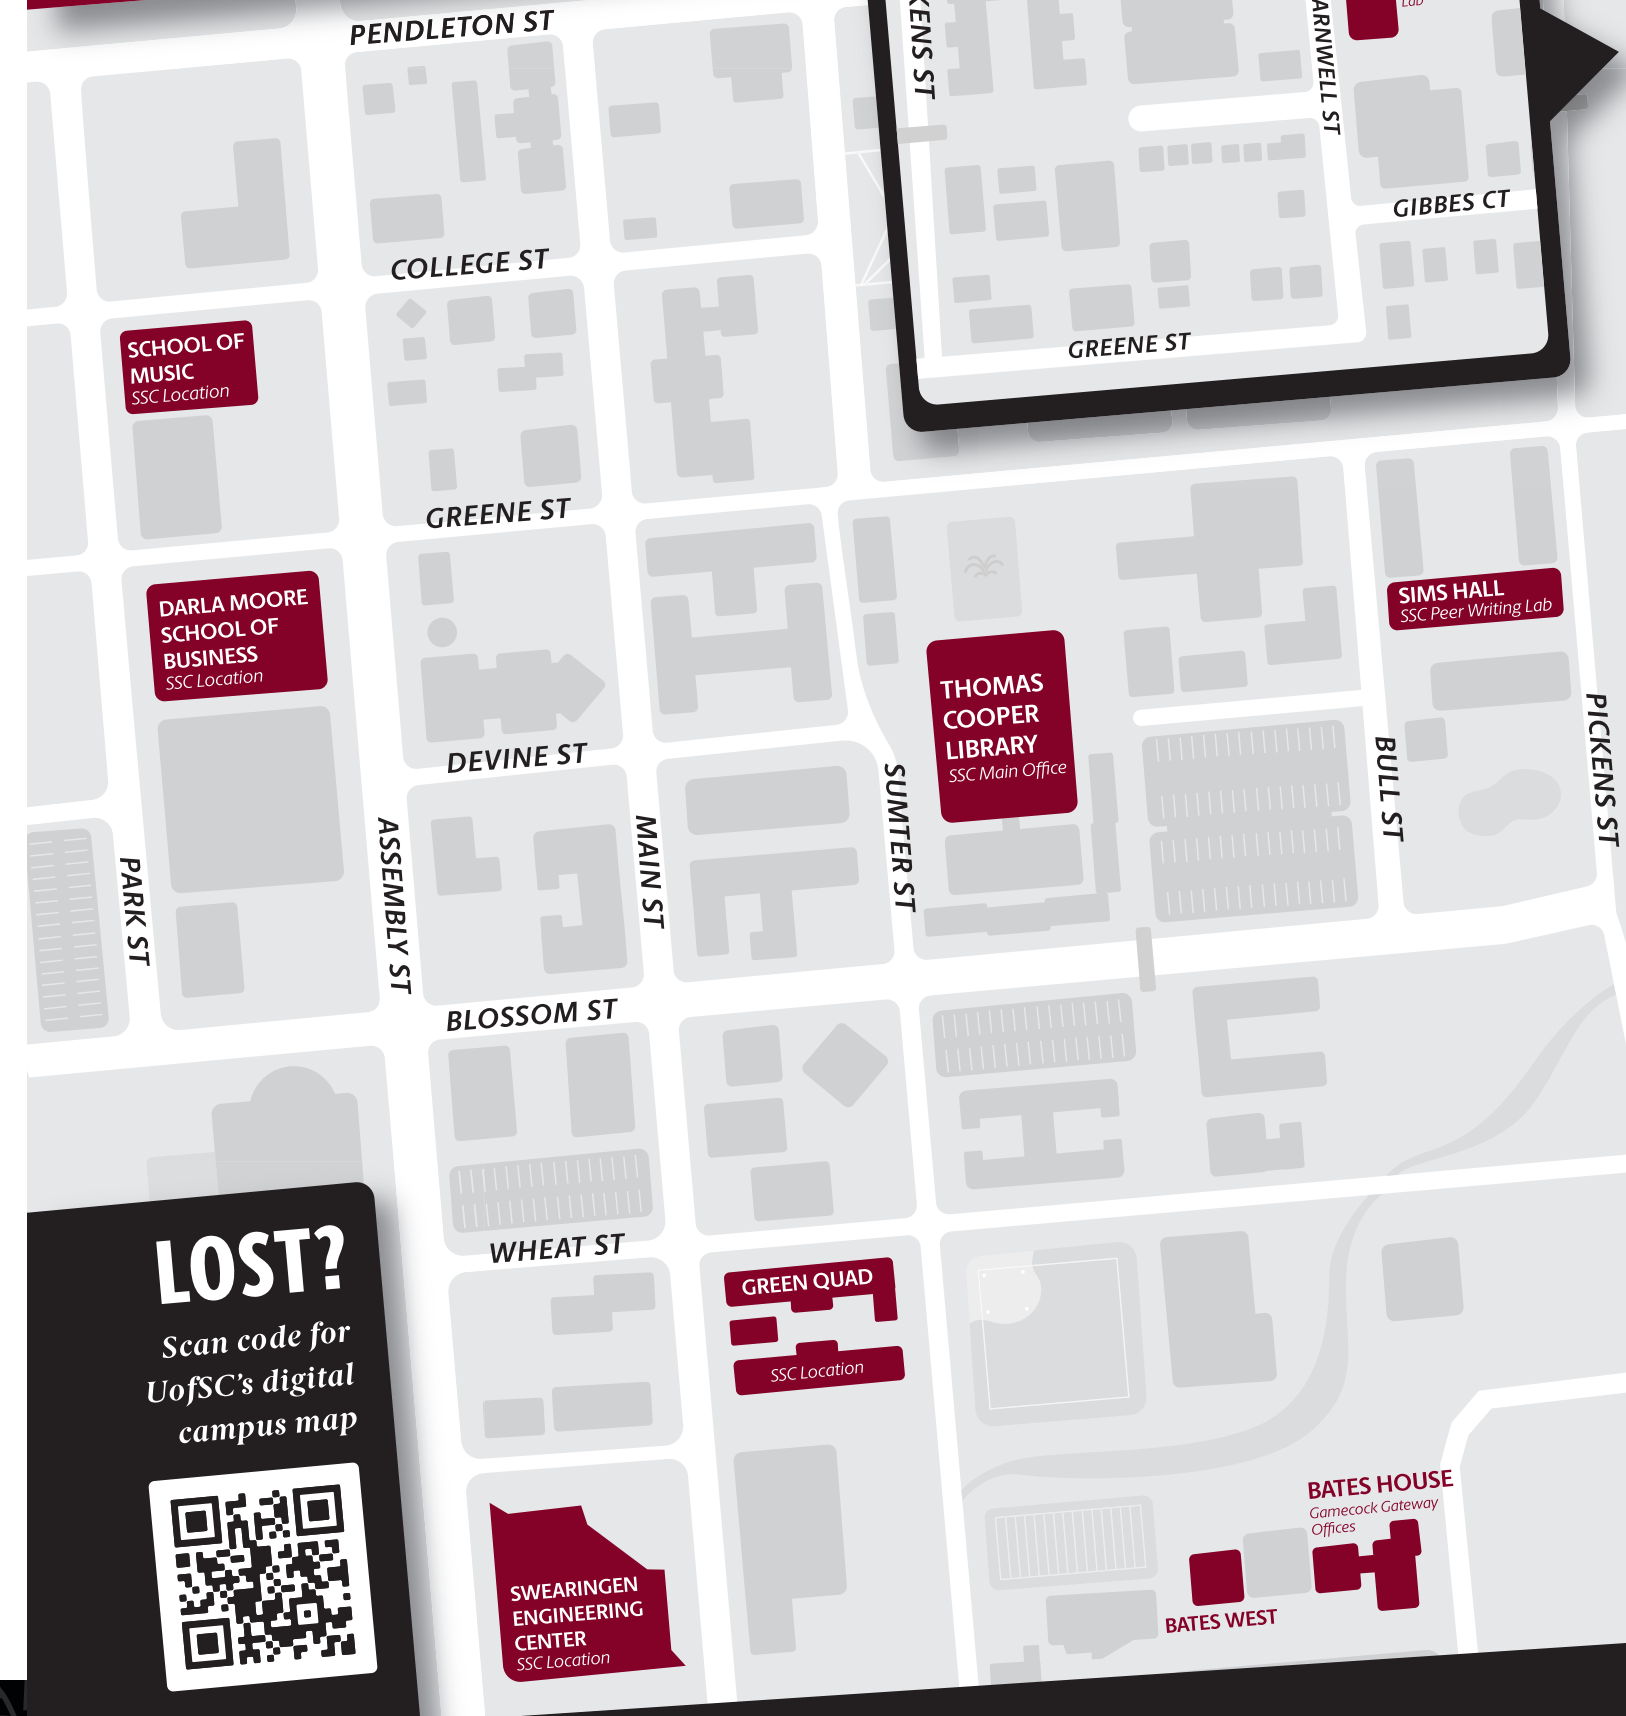 PENDLETON ST
Lab
GIBBES CT
COLLEGE ST
GREENE ST
SCHOOL OF
MUSIC
SSC Location
GREENE ST
DARLA MOORE
SCHOOL OF
BUSINESS
SSC Location
SIMS HALL
SSC Peer Writing Lab
THOMAS
COOPER
LIBRARY
SSC Main Office
DEVINE ST
PARK ST
ASSEMBLY ST
MAIN ST
SUMTER ST
BULL ST
PICKENS ST
BLOSSOM ST
WHEAT ST
LOST?
Scan code for
UofSC's digital
campus map
GREEN QUAD
SSC Location
BATES HOUSE
Gamecock Gateway
Offices
BATES WEST
SWEARINGEN
ENGINEERING
CENTER
SSC Location